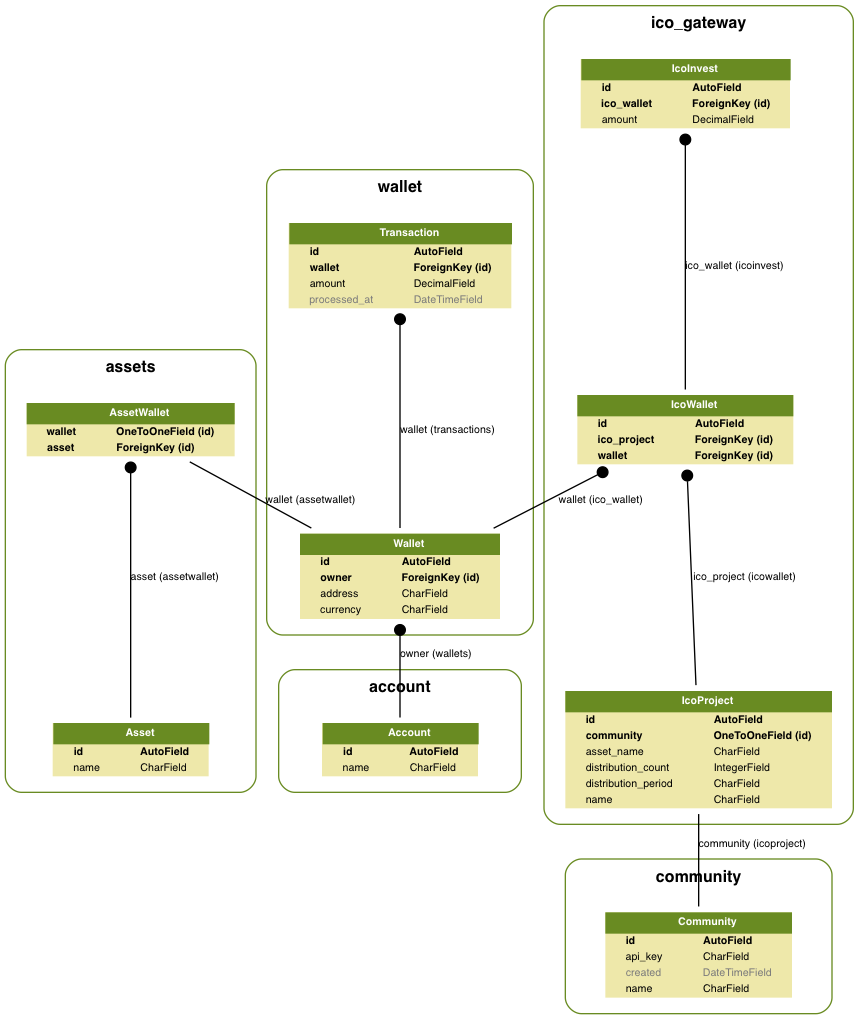 ico_gateway
IcoInvest
id AutoField
ico_wallet ForeignKey (id)
amount DecimalField
ico_wallet (icoinvest)
IcoWallet
id AutoField
ico_project ForeignKey (id)
wallet ForeignKey (id)
wallet (ico_wallet)
ico_project (icowallet)
IcoProject
id AutoField
community OneToOneField (id)
asset_name CharField
distribution_count IntegerField
distribution_period CharField
name CharField
wallet
Transaction
id AutoField
wallet ForeignKey (id)
amount DecimalField
processed_at DateTimeField
wallet (transactions)
Wallet
id AutoField
owner ForeignKey (id)
address CharField
currency CharField
owner (wallets)
assets
AssetWallet
wallet OneToOneField (id)
asset ForeignKey (id)
wallet (assetwallet)
asset (assetwallet)
Asset
id AutoField
name CharField
account
Account
id AutoField
name CharField
community (icoproject)
community
Community
id AutoField
api_key CharField
created DateTimeField
name CharField